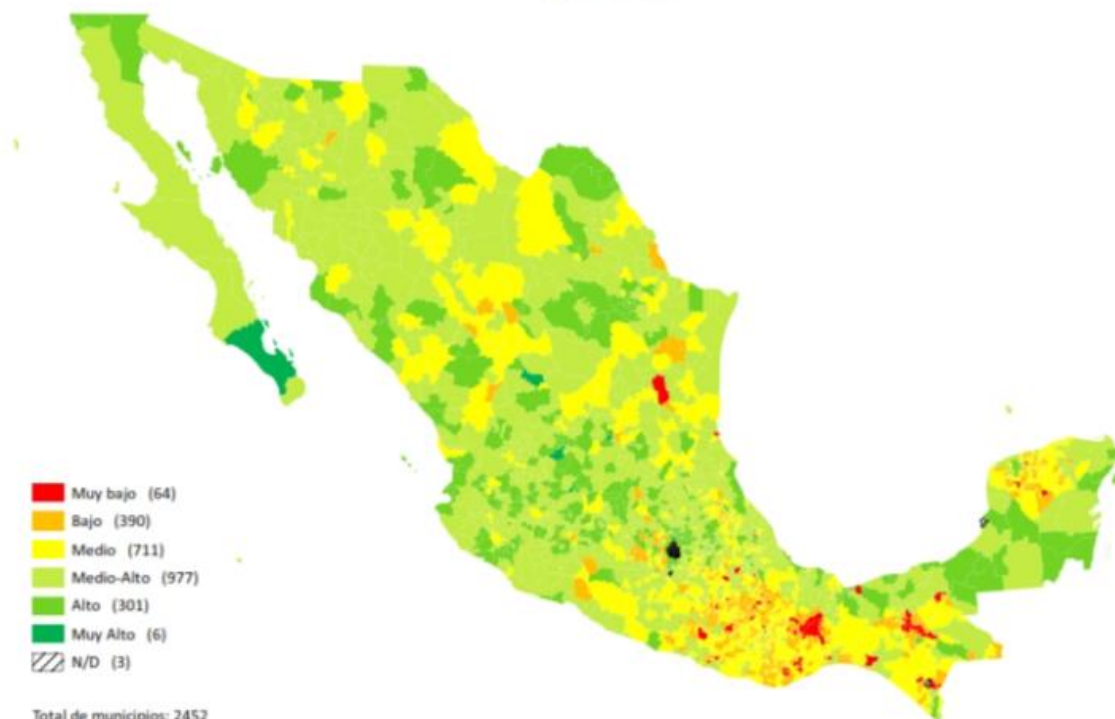 Muy bajo (64)
Bajo (390)
Medio (711)
Medio-Alto (977)
Alto (301)
Muy Alto (6)
N/D (3)
Total de municipios: 2452